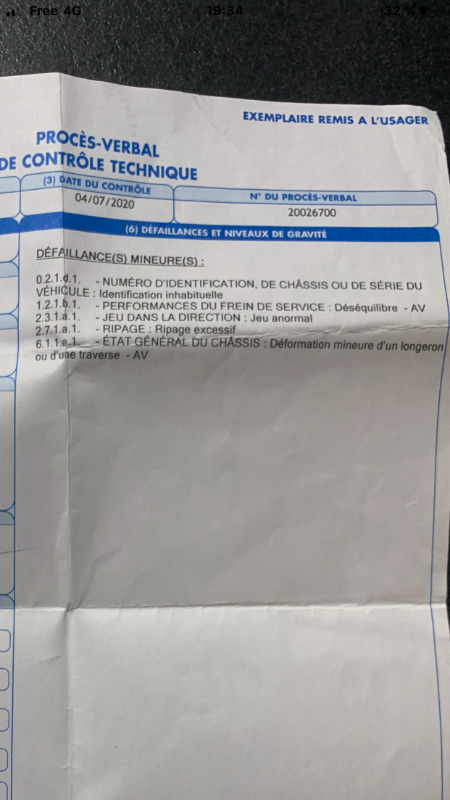 Free 4G 19:34 32%
EXEMPLAIRE REMIS A L'USAGER
PROCÈS-VERBAL
DE CONTRÔLE TECHNIQUE
(3) DATE DU CONTRÔLE
04/07/2020
N° DU PROCÈS-VERBAL
20026700
(6) DÉFAILLANCES ET NIVEAUX DE GRAVITÉ
DÉFAILLANCE(S) MINEURE(S) :
0.2.1.d.1. - NUMÉRO D'IDENTIFICATION, DE CHÂSSIS OU DE SÉRIE DU
VÉHICULE : Identification inhabituelle
1.2.1.b.1. - PERFORMANCES DU FREIN DE SERVICE : Déséquilibre - AV
2.3.1.a.1. - JEU DANS LA DIRECTION : Jeu anormal
2.7.1.a.1. - RIPAGE : Ripage excessif
6.1.1.a.1. - ÉTAT GÉNÉRAL DU CHÂSSIS : Déformation mineure d'un longeron
ou d'une traverse - AV